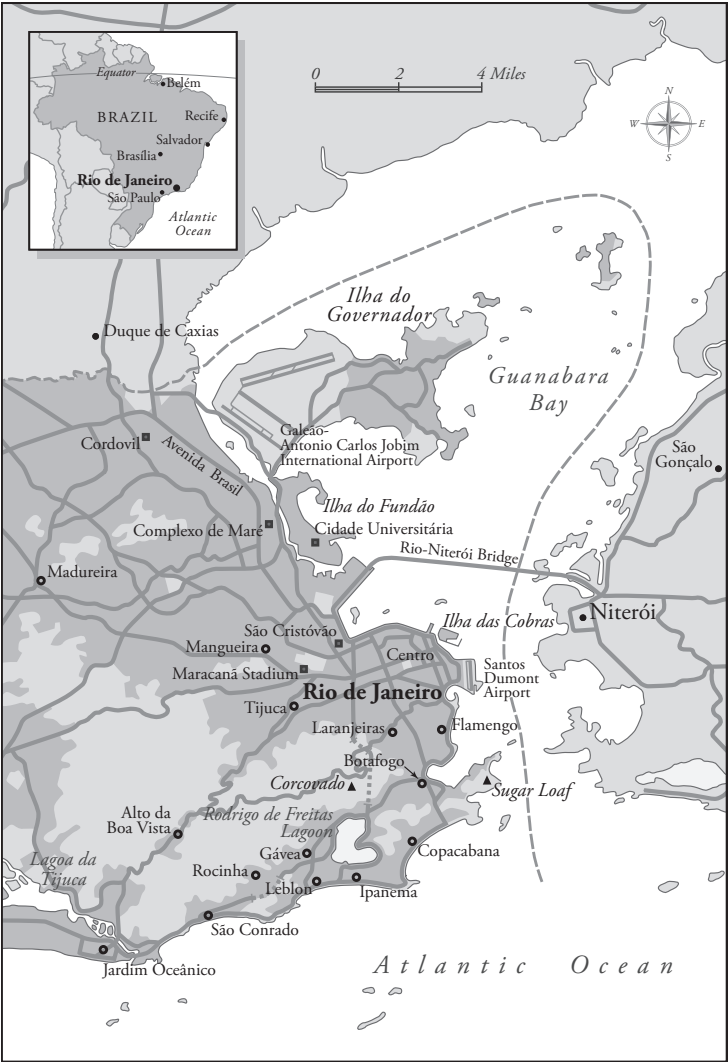 Equator
Belém
BRAZIL
Recife
Salvador
Brasília
Rio de Janeiro
São Paulo
Atlantic
Ocean
0 2 4 Miles
N
W E
S
Ilha do
Governador
Duque de Caxias
Guanabara
Bay
Galeão-
Antonio Carlos Jobim
International Airport
Cordovil
Avenida Brasil
São
Gonçalo
Ilha do Fundão
Cidade Universitária
Complexo de Maré
Rio-Niterói Bridge
Madureira
Niterói
Ilha das Cobras
São Cristóvão
Mangueira
Centro
Maracanã Stadium
Santos
Dumont
Airport
Rio de Janeiro
Tijuca
Laranjeiras
Flamengo
Botafogo
Corcovado
Sugar Loaf
Alto da
Boa Vista
Rodrigo de Freitas
Lagoon
Copacabana
Gávea
Lagoa da
Tijuca
Rocinha
Leblon
Ipanema
São Conrado
Jardim Oceânico
Atlantic Ocean